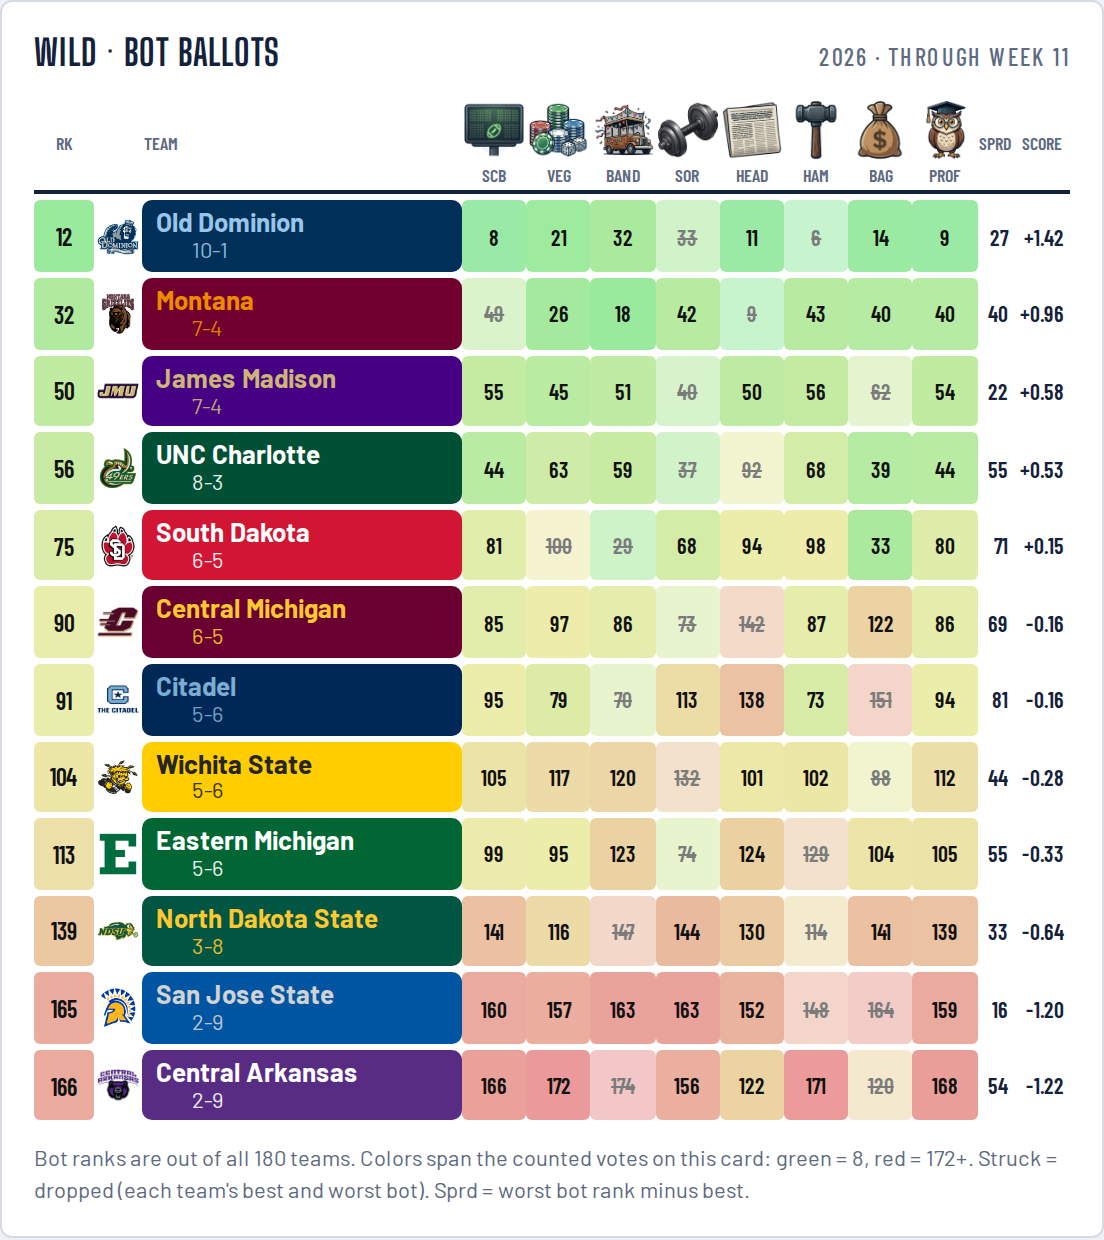 WILD · BOT BALLOTS
2026 · THROUGH WEEK 11
RK TEAM SCB VEG BAND SOR HEAD HAM BAG PROF SPRD SCORE
12 Old Dominion 8 21 32 33 11 6 14 9 27 +1.42
10-1
32 Montana 49 26 18 42 9 43 40 40 40 +0.96
7-4
50 JMU James Madison 55 45 51 40 50 56 62 54 22 +0.58
7-4
56 UNC Charlotte 44 63 59 37 92 68 39 44 55 +0.53
8-3
75 South Dakota 81 100 29 68 94 98 33 80 71 +0.15
6-5
90 C Central Michigan 85 97 86 73 142 87 122 86 69 -0.16
6-5
91 C THE CITADEL Citadel 95 79 70 113 138 73 151 94 81 -0.16
5-6
104 Wichita State 105 117 120 132 101 102 88 112 44 -0.28
5-6
113 E Eastern Michigan 99 95 123 74 124 129 104 105 55 -0.33
5-6
139 NDSU North Dakota State 141 116 147 144 130 114 141 139 33 -0.64
3-8
165 San Jose State 160 157 163 163 152 148 164 159 16 -1.20
2-9
166 CENTRAL ARKANSAS Central Arkansas 166 172 174 156 122 171 120 168 54 -1.22
2-9
Bot ranks are out of all 180 teams. Colors span the counted votes on this card: green = 8, red = 172+. Struck =
dropped (each team's best and worst bot). Sprd = worst bot rank minus best.